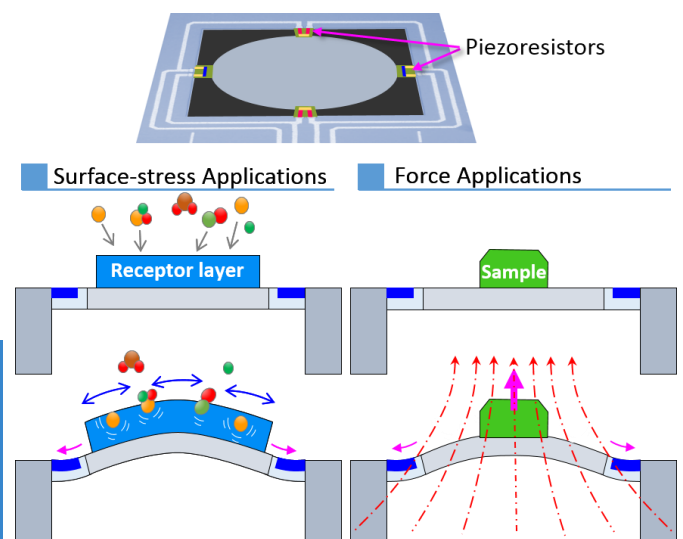 Piezoresistors
Surface-stress Applications
Force Applications
Receptor layer
Sample